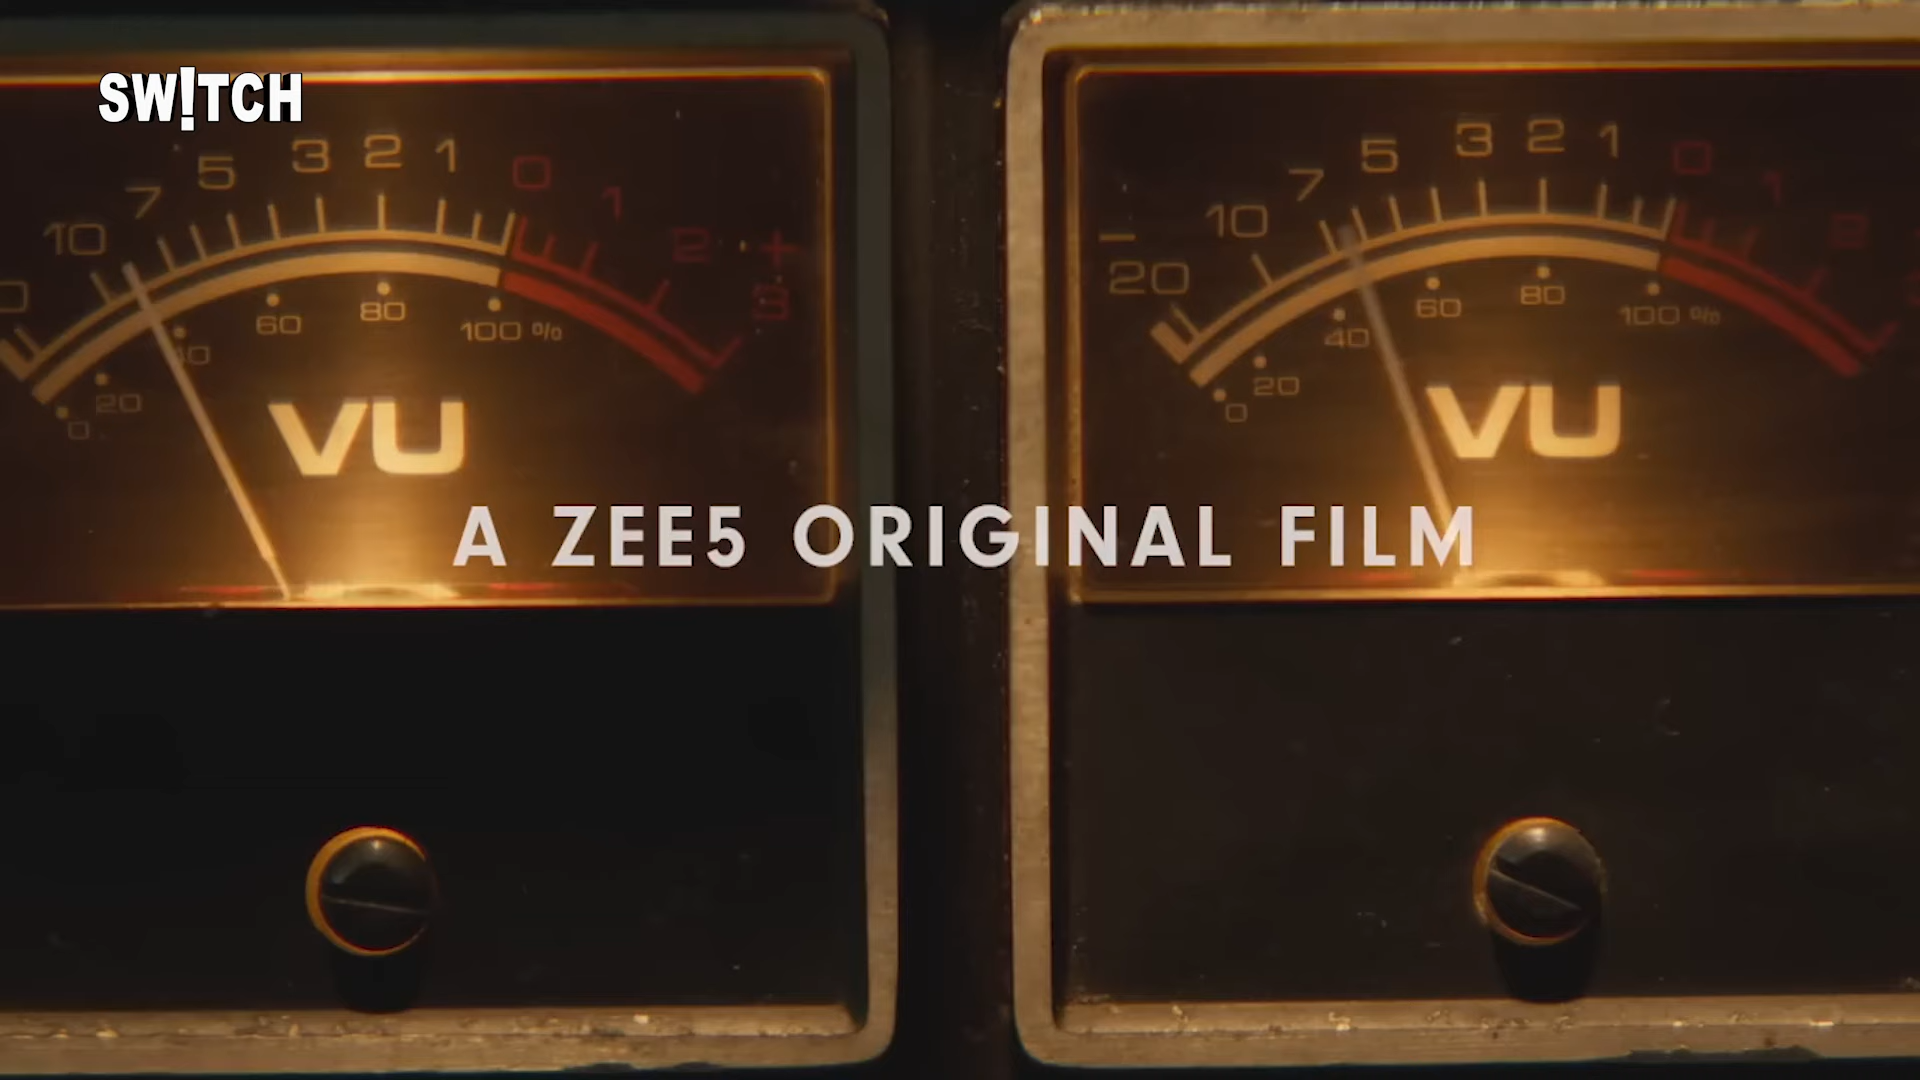 SW!TCH
5 3 2 1 0 1 2 + 3
10 7
60 80 100 %
20 40
0
VU
- 20 10 7 5 3 2 1 0 1 2
0 20 40 60 80 100 %
VU
A ZEE5 ORIGINAL FILM